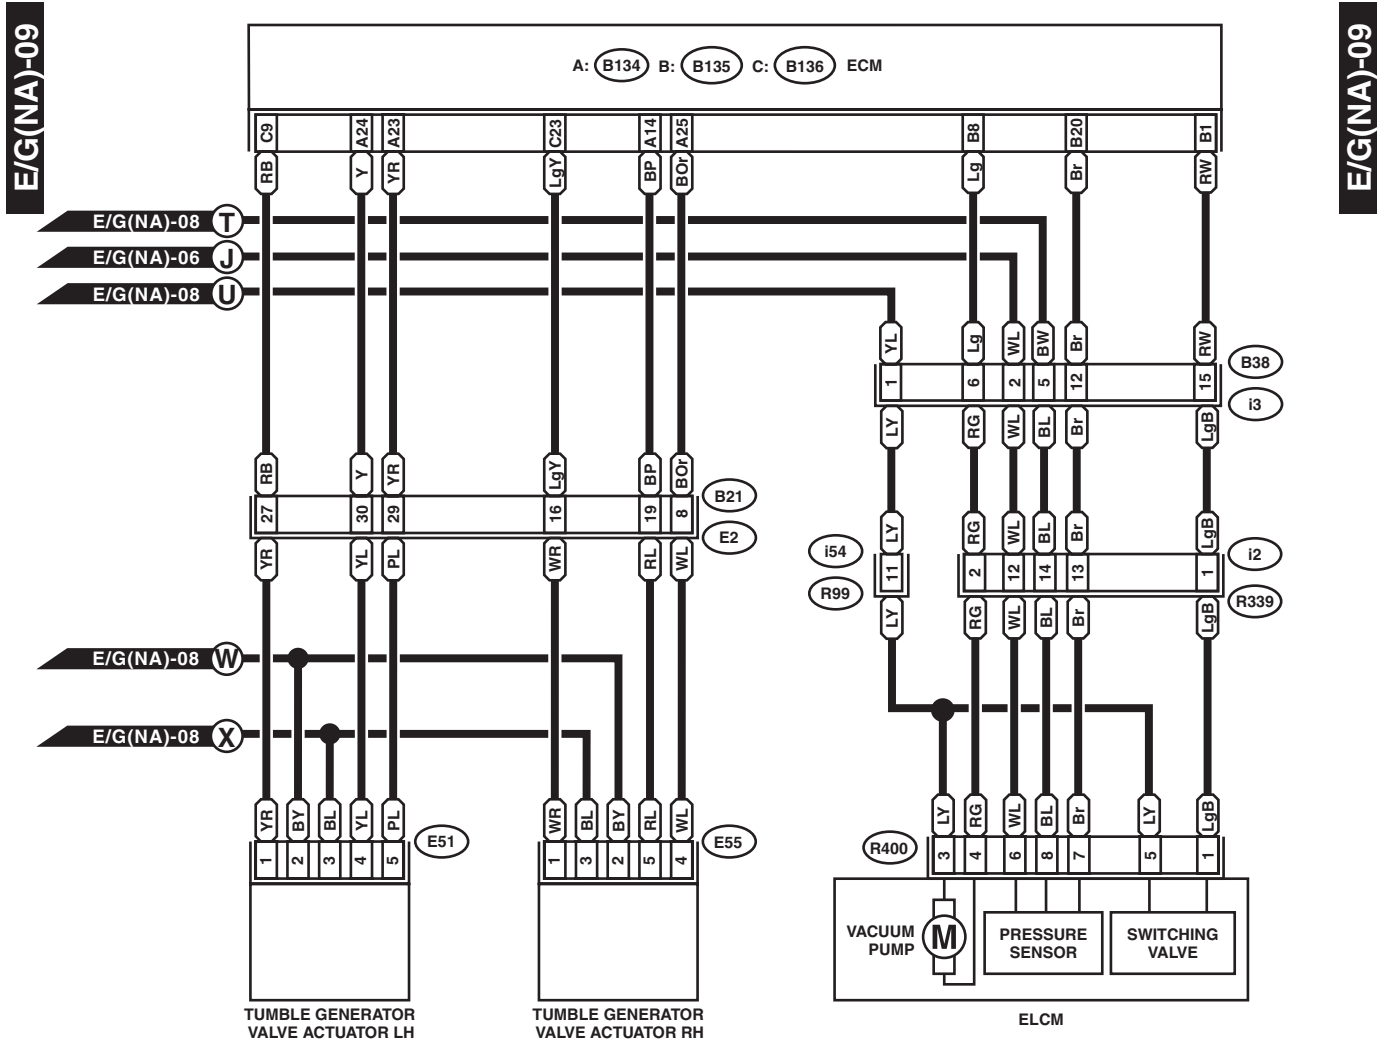 E/G(NA)-09
E/G(NA)-09
A: B134 B: B135 C: B136 ECM
C9 A24 A23 C23 A14 A25 B8 B20 B1
RB Y YR LgY BP BOr Lg Br RW
E/G(NA)-08 T
E/G(NA)-06 J
E/G(NA)-08 U
YL Lg WL BW Br RW
B38
1 6 2 5 12 15
i3
LY RG WL BL Br LgB
RB Y YR LgY BP BOr
B21
27 30 29 16 19 8
E2
YR YL PL WR RL WL
LY RG WL BL Br LgB
i54 i2
11 2 12 14 13 1
R99 R339
LY RG WL BL Br LgB
E/G(NA)-08 W
E/G(NA)-08 X
YR BY BL YL PL WR BL BY RL WL LY RG WL BL Br LY LgB
E51 E55 R400
1 2 3 4 5 1 3 2 5 4 3 4 6 8 7 5 1
VACUUM
PUMP
M
PRESSURE
SENSOR
SWITCHING
VALVE
TUMBLE GENERATOR
VALVE ACTUATOR LH
TUMBLE GENERATOR
VALVE ACTUATOR RH
ELCM